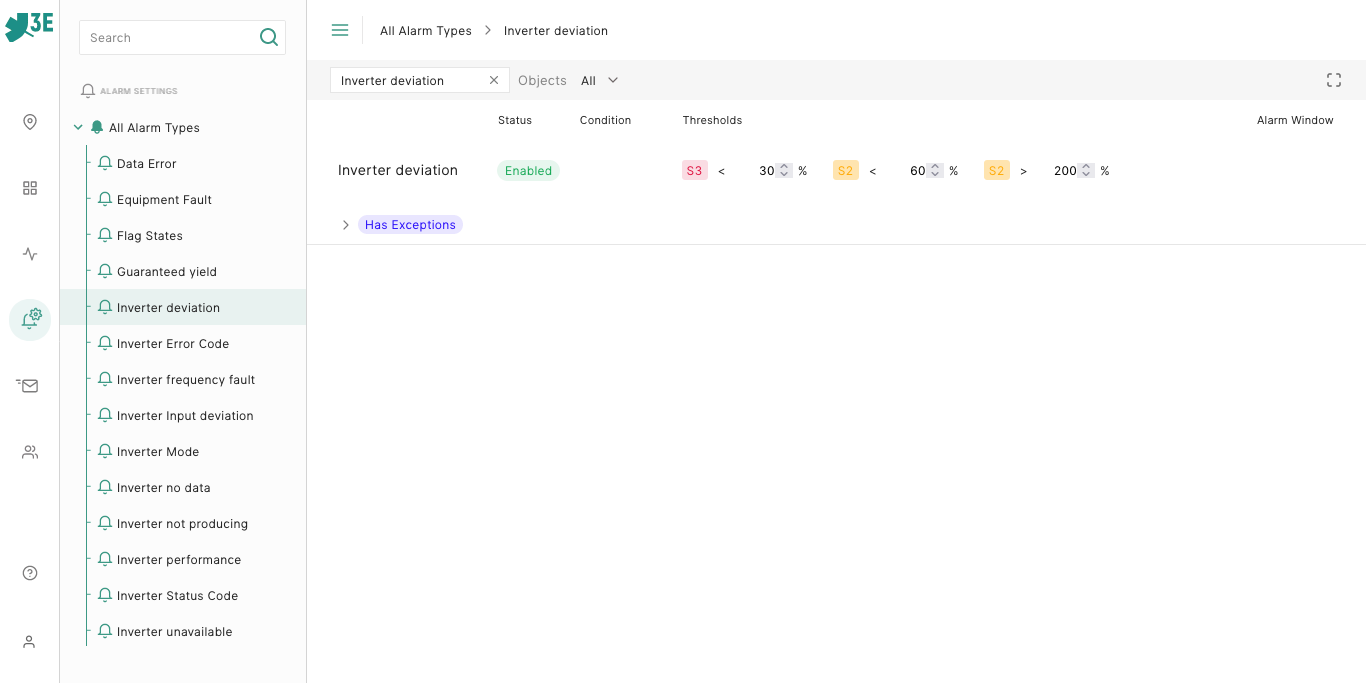 3E
Search
ALARM SETTINGS
All Alarm Types
Data Error
Equipment Fault
Flag States
Guaranteed yield
Inverter deviation
Inverter Error Code
Inverter frequency fault
Inverter Input deviation
Inverter Mode
Inverter no data
Inverter not producing
Inverter performance
Inverter Status Code
Inverter unavailable
All Alarm Types > Inverter deviation
Inverter deviation Objects All
Status Condition Thresholds Alarm Window
Inverter deviation Enabled S3 < 30 % S2 < 60 % S2 > 200 %
Has Exceptions